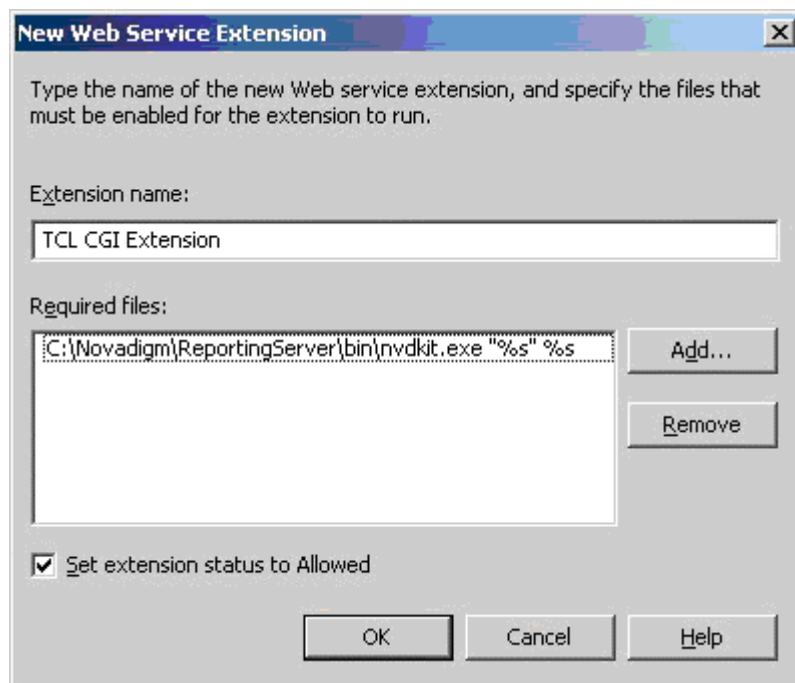 New Web Service Extension
Type the name of the new Web service extension, and specify the files that
must be enabled for the extension to run.
Extension name:
TCL CGI Extension
Required files:
C:\Novadigm\ReportingServer\bin\nvdkit.exe "%s" %s
Add...
Remove
Set extension status to Allowed
OK
Cancel
Help